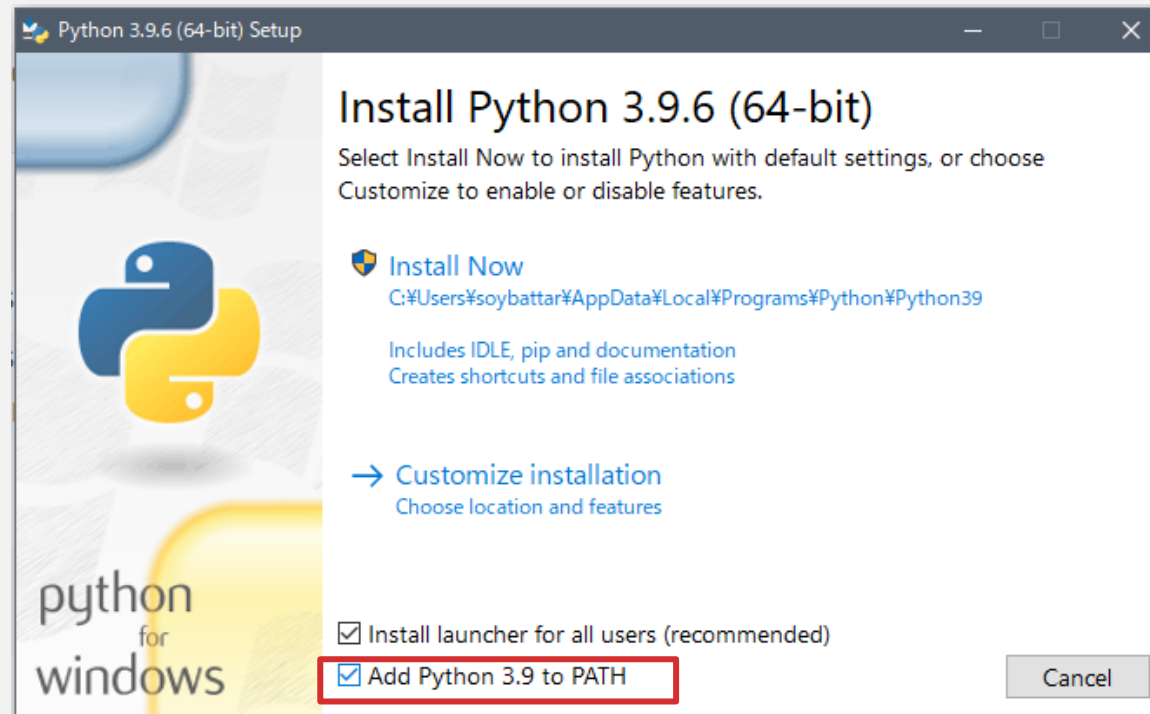 Python 3.9.6 (64-bit) Setup
Install Python 3.9.6 (64-bit)
Select Install Now to install Python with default settings, or choose
Customize to enable or disable features.
Install Now
C:¥Users¥soybattar¥AppData¥Local¥Programs¥Python¥Python39
Includes IDLE, pip and documentation
Creates shortcuts and file associations
Customize installation
Choose location and features
python
for
windows
Install launcher for all users (recommended)
Add Python 3.9 to PATH
Cancel